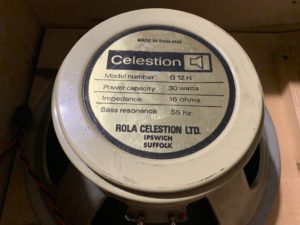 MADE IN ENGLAND
Celestion
Model number G 12 H
Power capacity 30 watts
Impedance 16 ohms
Bass resonance 55 hz
ROLA CELESTION LTD.
IPSWICH
SUFFOLK